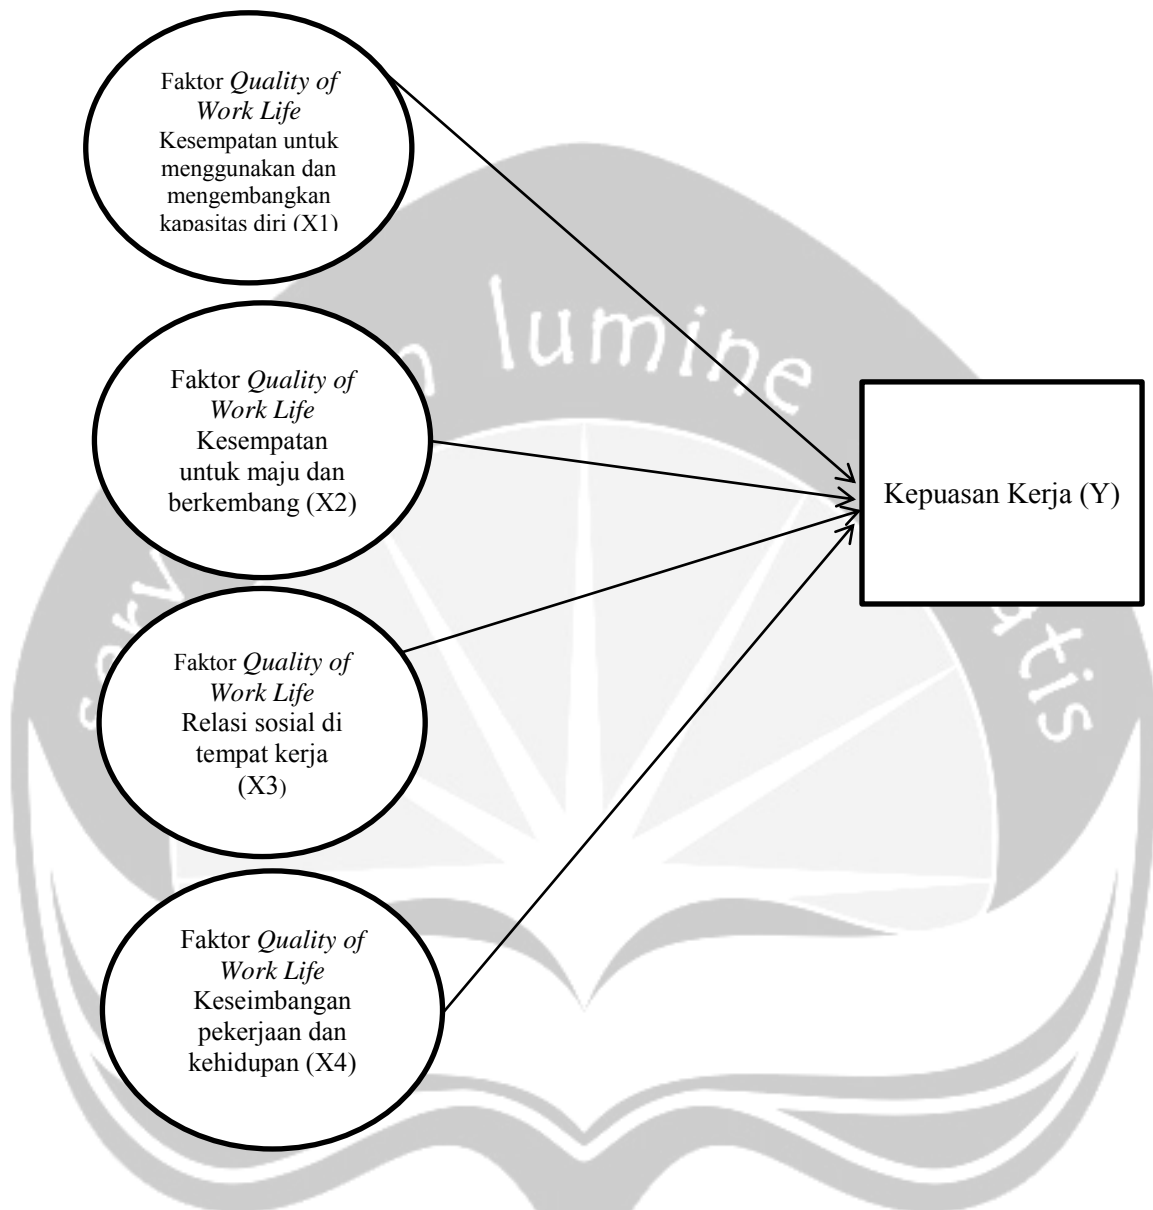 Faktor Quality of
Work Life
Kesempatan untuk
menggunakan dan
mengembangkan
kapasitas diri (X1)
lumine
Faktor Quality of
Work Life
Kesempatan
untuk maju dan
berkembang (X2)
Kepuasan Kerja (Y)
Faktor Quality of
Work Life
Relasi sosial di
tempat kerja
(X3)
Faktor Quality of
Work Life
Keseimbangan
pekerjaan dan
kehidupan (X4)